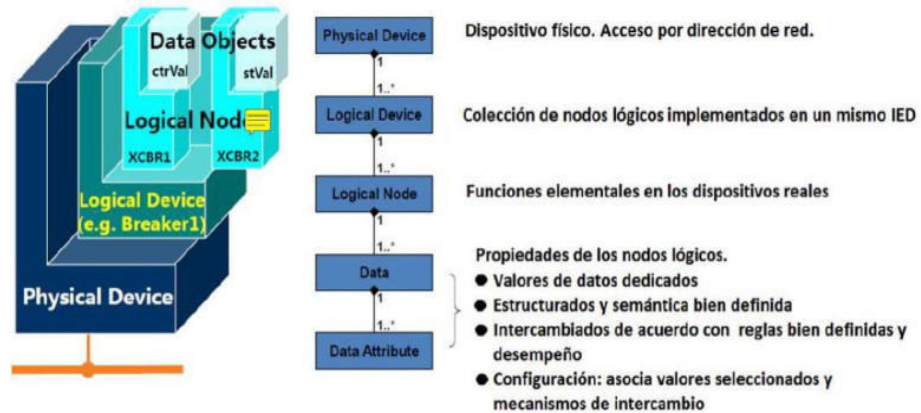 Data Objects
ctrVal
stVal
Logical Node
XCBR1
XCBR2
Logical Device
(e.g. Breaker1)
Physical Device
Physical Device
1
1..*
Logical Device
1
1..*
Logical Node
1
1..*
Data
1
1..*
Data Attribute
Dispositivo físico. Acceso por dirección de red.
Colección de nodos lógicos implementados en un mismo IED
Funciones elementales en los dispositivos reales
Propiedades de los nodos lógicos.
● Valores de datos dedicados
● Estructurados y semántica bien definida
● Intercambiados de acuerdo con reglas bien definidas y
desempeño
● Configuración: asocia valores seleccionados y
mecanismos de intercambio